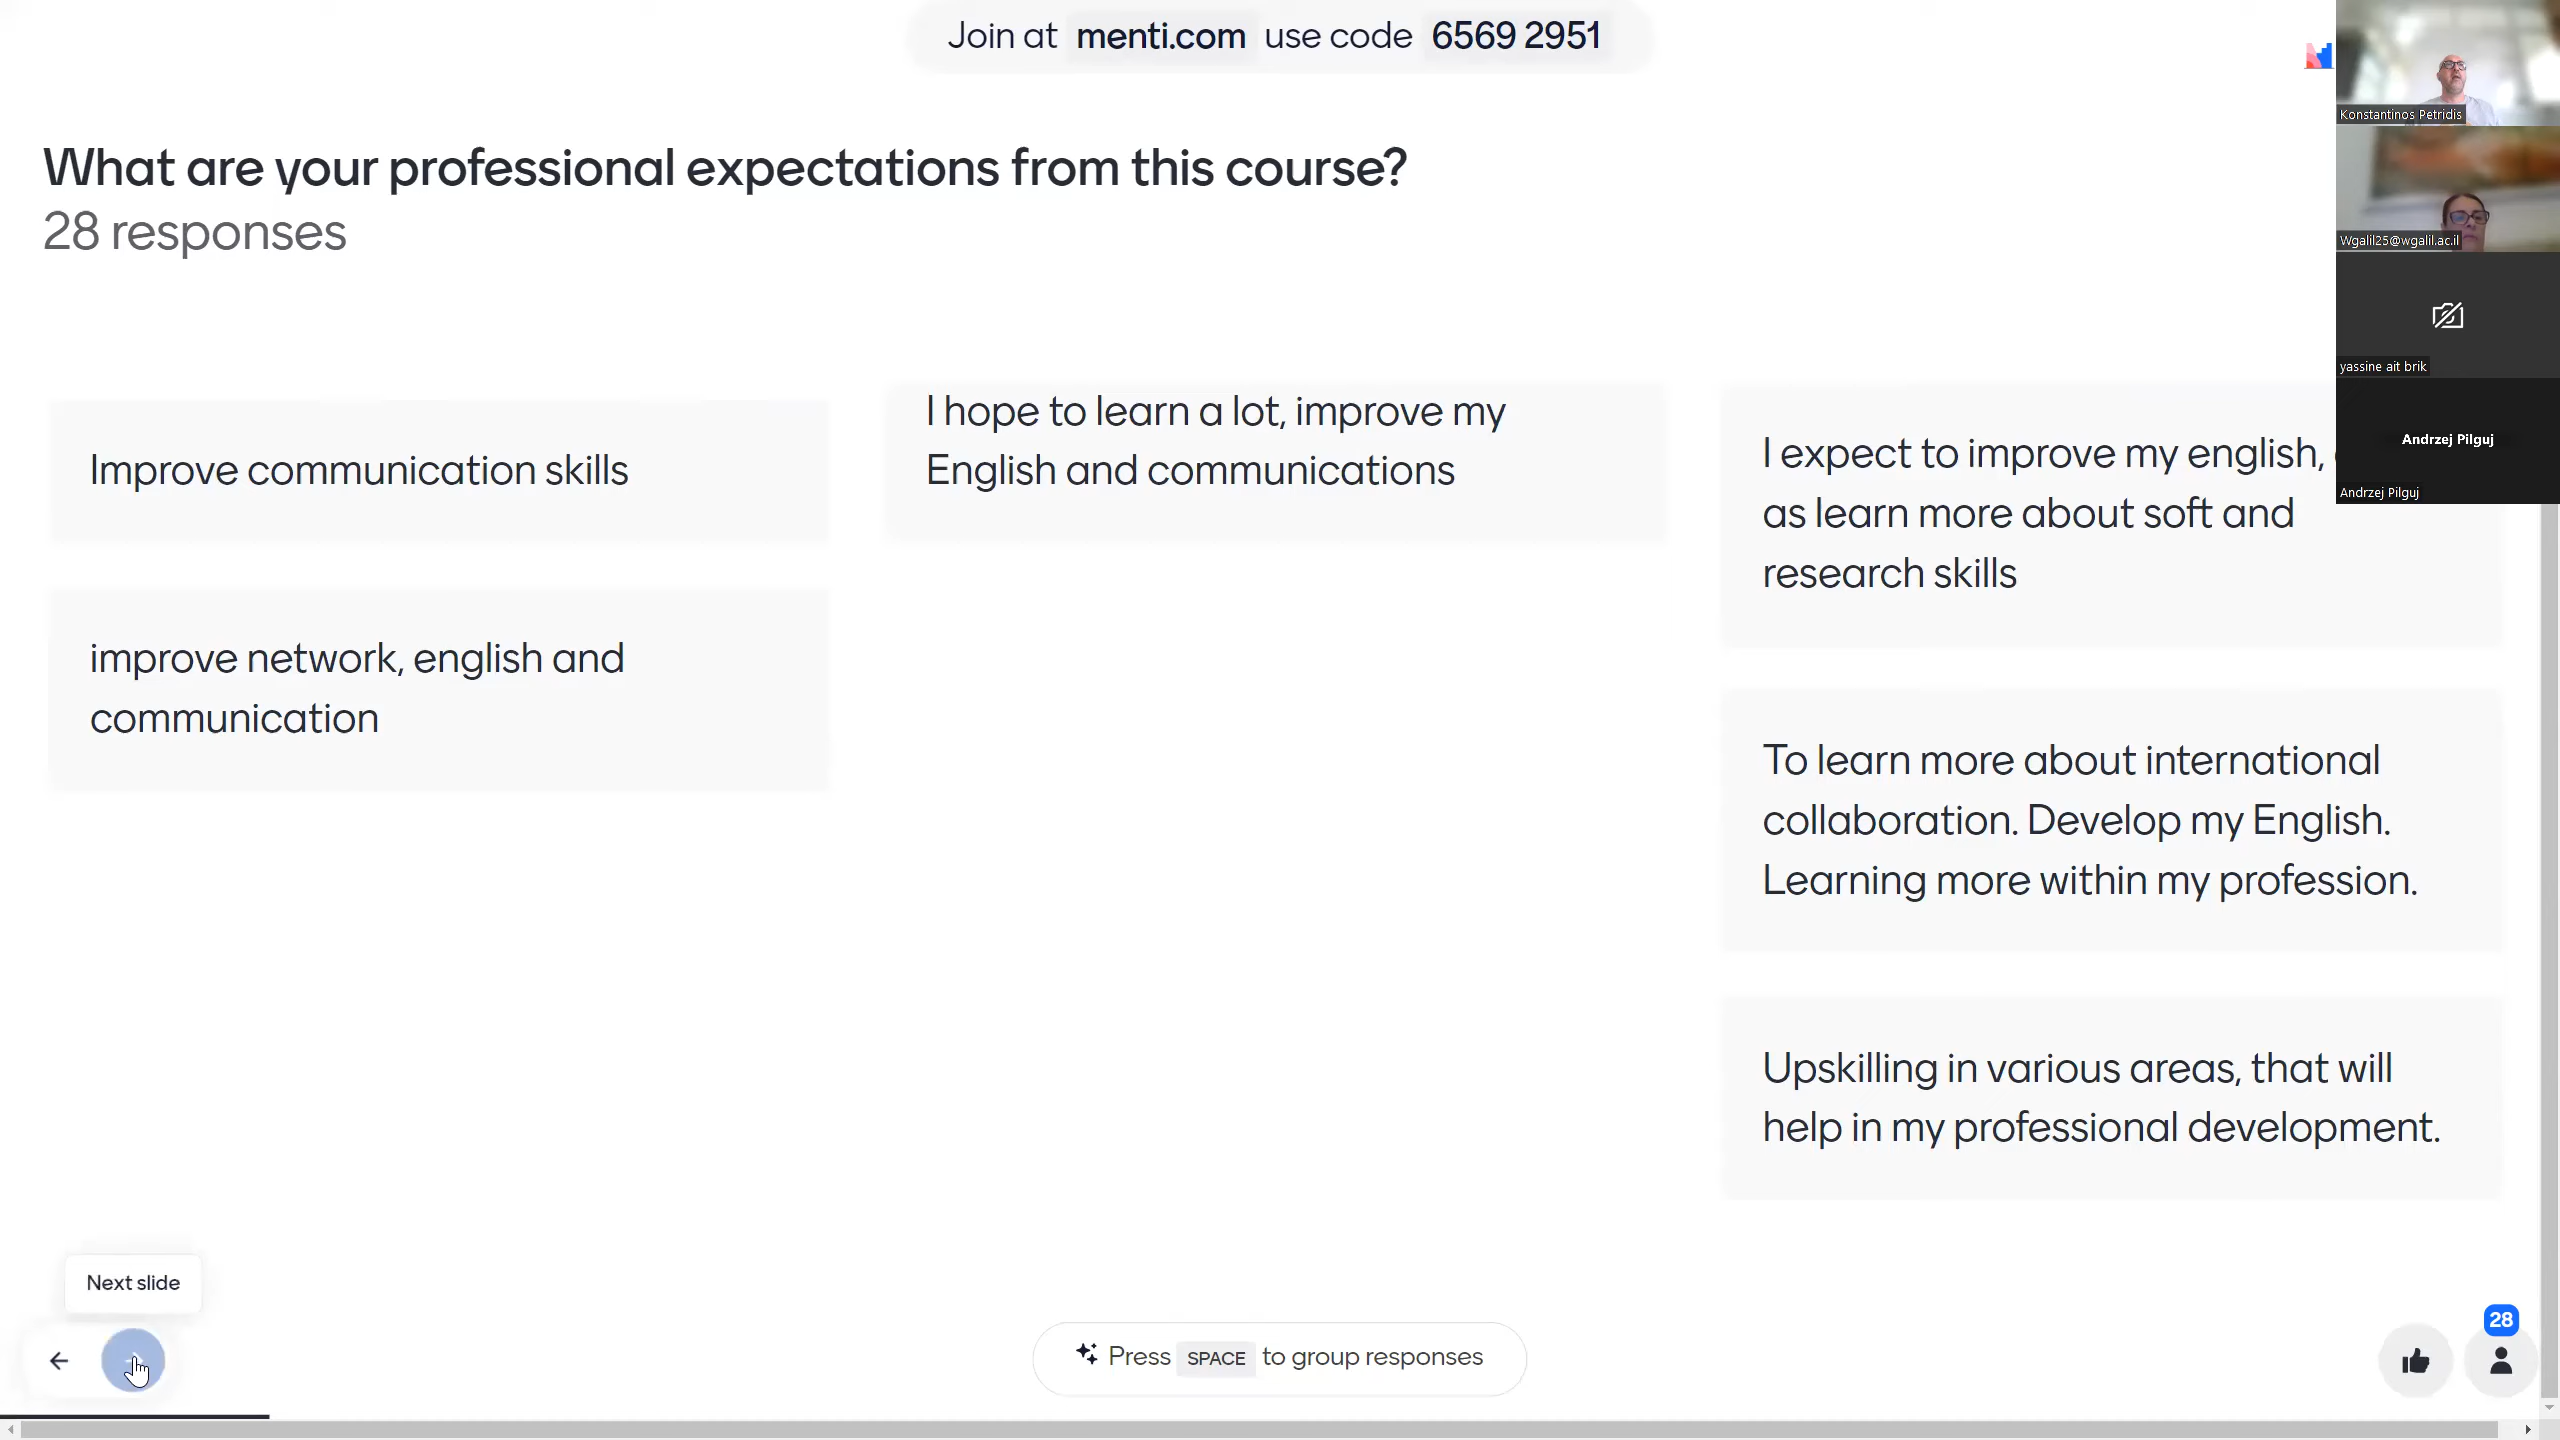 Join at menti.com use code 6569 2951
What are your professional expectations from this course?
28 responses
Improve communication skills
improve network, english and
communication
I hope to learn a lot, improve my
English and communications
I expect to improve my english,
as learn more about soft and
research skills
To learn more about international
collaboration. Develop my English.
Learning more within my profession.
Upskilling in various areas, that will
help in my professional development.
Konstantinos Petridis
Wgalil25@wgalil.ac.il
yassine ait brik
Andrzej Pilguj
Andrzej Pilguj
Next slide
Press SPACE to group responses
28